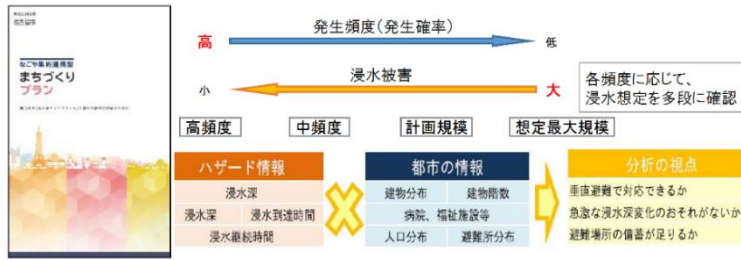 名古屋市
なごや集約連携型
まちづくり
プラン
発生頻度(発生確率)
高
低
浸水被害
小
大
各頻度に応じて、
浸水想定を多段に確認
高頻度
中頻度
計画規模
想定最大規模
ハザード情報
浸水深
浸水深
浸水到達時間
浸水継続時間
都市の情報
建物分布
建物階数
病院、福祉施設等
人口分布
避難所分布
分析の視点
垂直避難で対応できるか
急激な浸水深変化のおそれがないか
避難場所の備蓄が足りるか